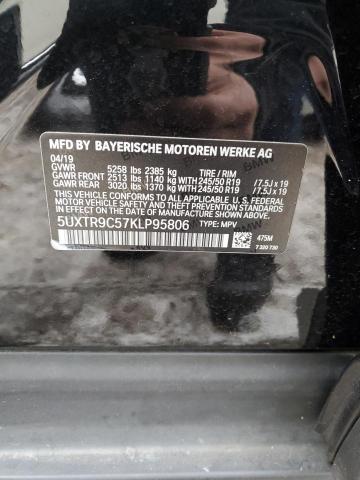 MFD BY BAYERISCHE MOTOREN WERKE AG
04/19
GVWR 5258 lbs 2385 kg TIRE / RIM
GAWR FRONT 2513 lbs 1140 kg WITH 245/50 R19 / 7.5J x 19
GAWR REAR 3020 lbs 1370 kg WITH 245/50 R19 / 7.5J x 19
THIS VEHICLE CONFORMS TO ALL APPLICABLE U.S. FEDERAL
MOTOR VEHICLE SAFETY STANDARDS IN EFFECT
ON THE DATE OF MANUFACTURE SHOWN ABOVE.
5UXTR9C57KLP95806 TYPE: MPV
475M
7 320 730